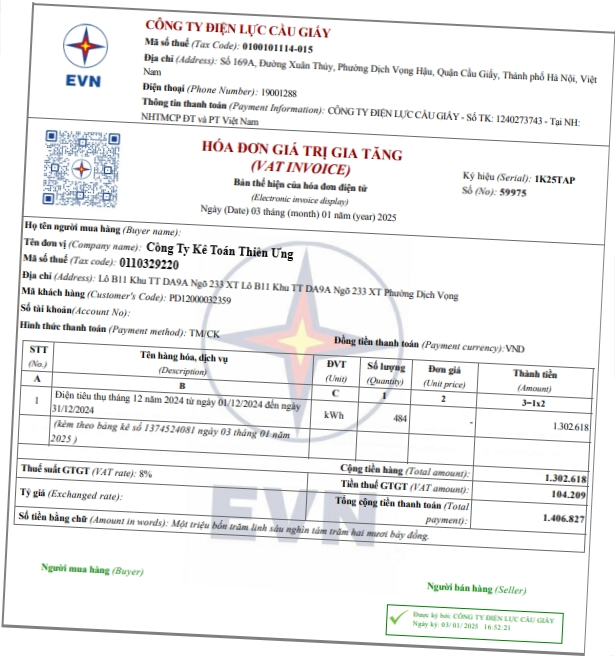 CÔNG TY ĐIỆN LỰC CẦU GIẤY
Mã số thuế (Tax Code): 0100101114-015
Địa chỉ (Address): Số 169A, Đường Xuân Thủy, Phường Dịch Vọng Hậu, Quận Cầu Giấy, Thành phố Hà Nội, Việt
Nam
Điện thoại (Phone Number): 19001288
Thông tin thanh toán (Payment Information): CÔNG TY ĐIỆN LỰC CẦU GIẤY - Số TK: 1240273743 - Tại NH:
NHTMCP ĐT và PT Việt Nam
EVN
HÓA ĐƠN GIÁ TRỊ GIA TĂNG
(VAT INVOICE)
Bản thể hiện của hóa đơn điện tử
(Electronic invoice display)
Ngày (Date) 03 tháng (month) 01 năm (year) 2025
Ký hiệu (Serial): 1K25TAP
Số (No): 59975
Họ tên người mua hàng (Buyer name):
Tên đơn vị (Company name): Công Ty Kê Toán Thiên Ưng
Mã số thuế (Tax code): 0110329220
Địa chỉ (Address): Lô B11 Khu TT DA9A Ngõ 233 XT Lô B11 Khu TT DA9A Ngõ 233 XT Phường Dịch Vọng
Mã khách hàng (Customer's Code): PD12000032359
Số tài khoản(Account No):
Hình thức thanh toán (Payment method): TM/CK
Đồng tiền thanh toán (Payment currency):VND
STT (No.) Tên hàng hóa, dịch vụ (Description) ĐVT (Unit) Số lượng (Quantity) Đơn giá (Unit price) Thành tiền (Amount)
A B C 1 2 3=1x2
1 Điện tiêu thụ tháng 12 năm 2024 từ ngày 01/12/2024 đến ngày
31/12/2024 kWh 484 - 1.302.618
(kèm theo bảng kê số 1374524081 ngày 03 tháng 01 năm
2025 )
Cộng tiền hàng (Total amount): 1.302.618
Thuế suất GTGT (VAT rate): 8% Tiền thuế GTGT (VAT amount): 104.209
Tỷ giá (Exchanged rate): Tổng cộng tiền thanh toán (Total
payment): 1.406.827
Số tiền bằng chữ (Amount in words): Một triệu bốn trăm linh sáu nghìn tám trăm hai mươi bảy đồng.
EVN
Người mua hàng (Buyer)
Người bán hàng (Seller)
Được ký bởi: CÔNG TY ĐIỆN LỰC CẦU GIẤY
Ngày ký: 03/01/2025 16:52:21